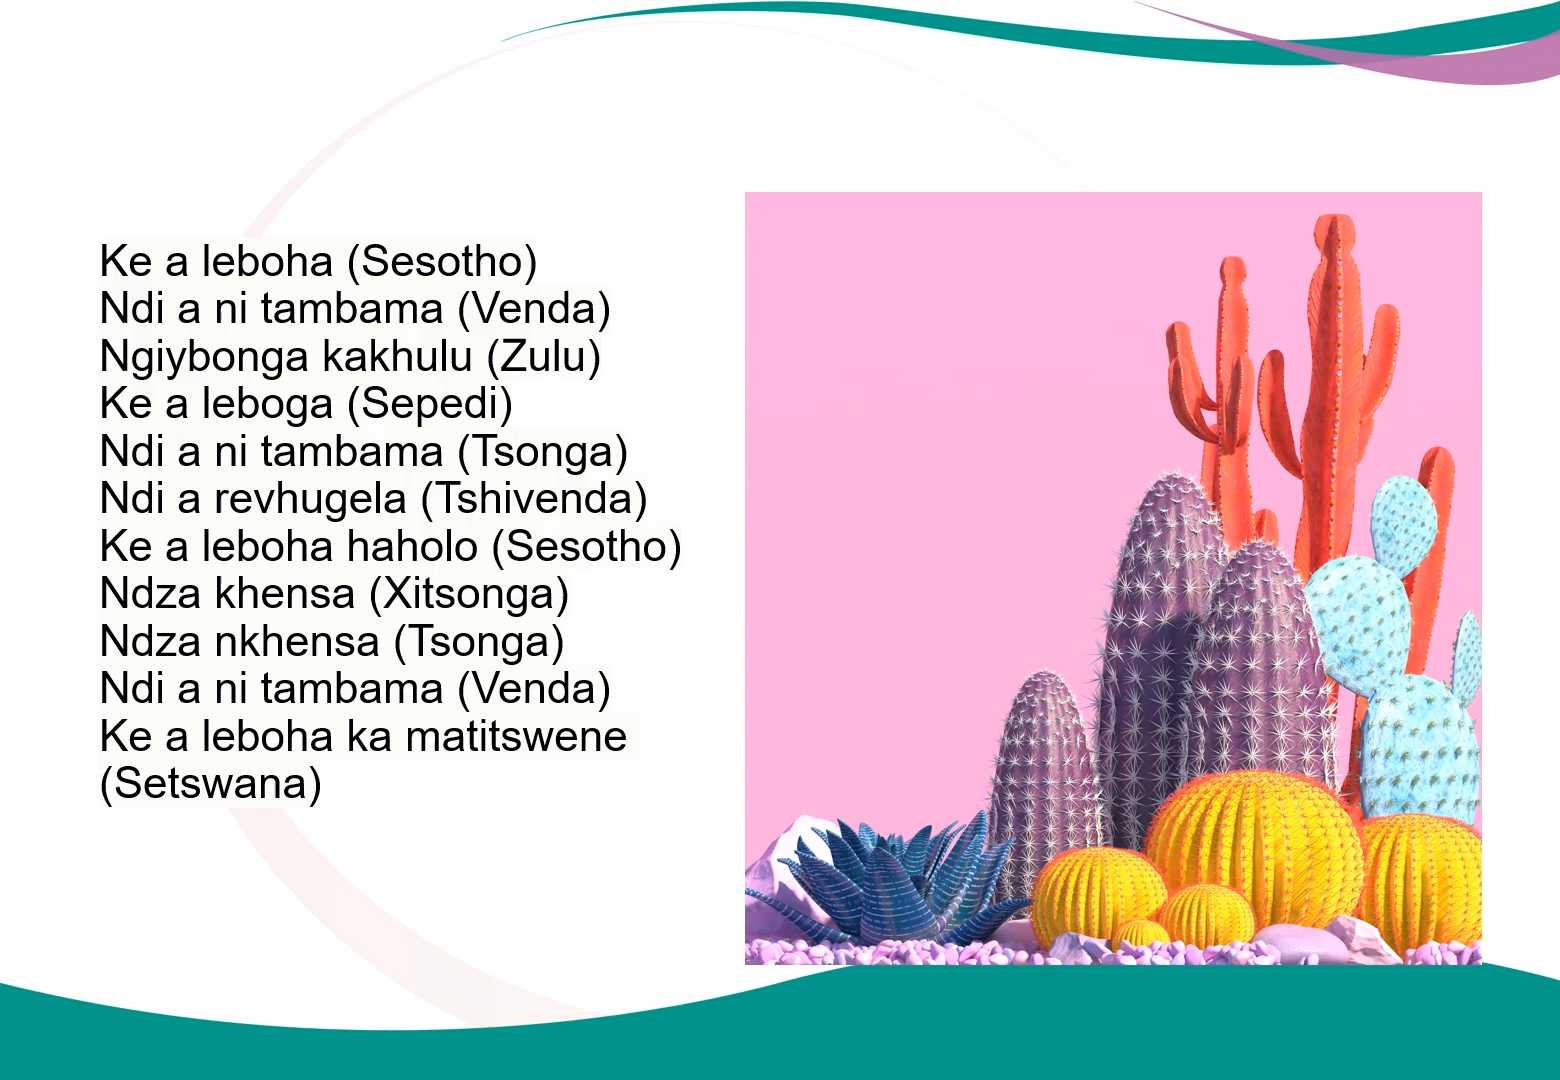 Ke a leboha (Sesotho)
Ndi a ni tambama (Venda)
Ngiybonga kakhulu (Zulu)
Ke a leboga (Sepedi)
Ndi a ni tambama (Tsonga)
Ndi a revhugela (Tshivenda)
Ke a leboha haholo (Sesotho)
Ndza khensa (Xitsonga)
Ndza nkhensa (Tsonga)
Ndi a ni tambama (Venda)
Ke a leboha ka matitswene
(Setswana)